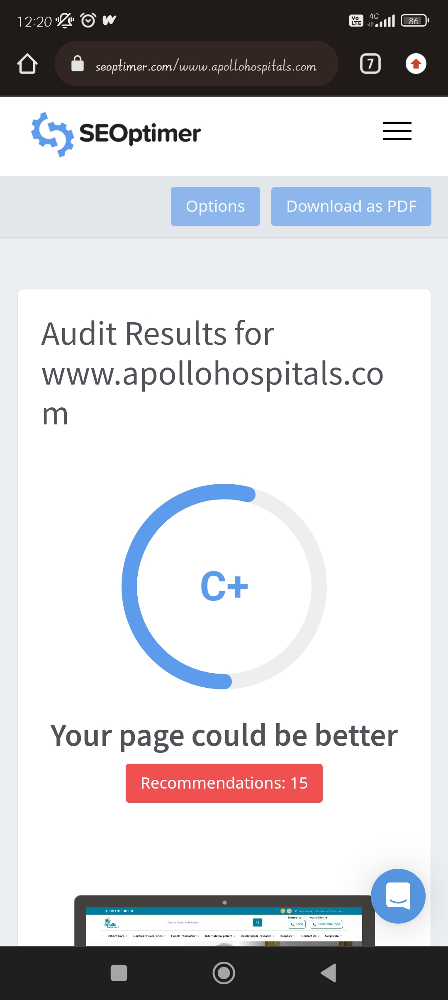 12:20
Vo LTE 4G 86
seoptimer.com/www.apollohospitals.com
7
SEOptimer
Options
Download as PDF
Audit Results for
www.apollohospitals.co
m
C+
Your page could be better
Recommendations: 15
Privacy policy | Disclaimer | Contact
Apollo
HOSPITALS
Search Doctor or Hospital
Emergency
1066
Apollo Lifeline
1860-500-1066
Patient Care
Centres of Excellence
Health Information
International patient
Academics & Research
Hospitals
Contact Us
Corporate